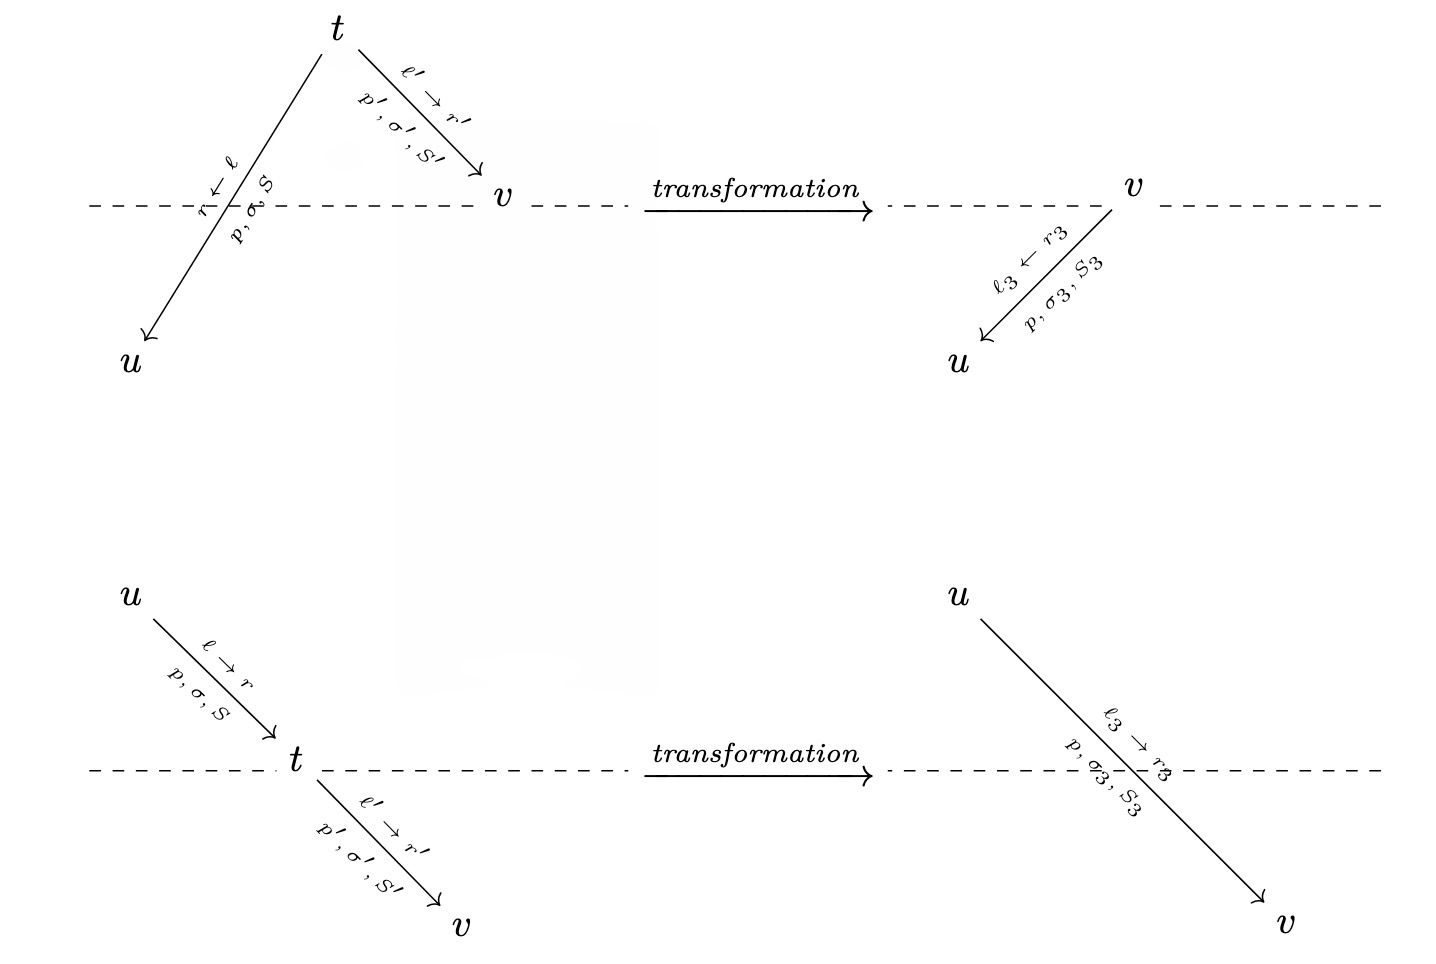 t
ℓ′ → r′
p′, σ′, S′
r ← ℓ
p, σ, S
v
u
transformation
v
ℓ3 ← r3
p, σ3, S3
u
u
ℓ → r
p, σ, S
t
ℓ′ → r′
p′, σ′, S′
v
transformation
u
ℓ3 → r3
p, σ3, S3
v